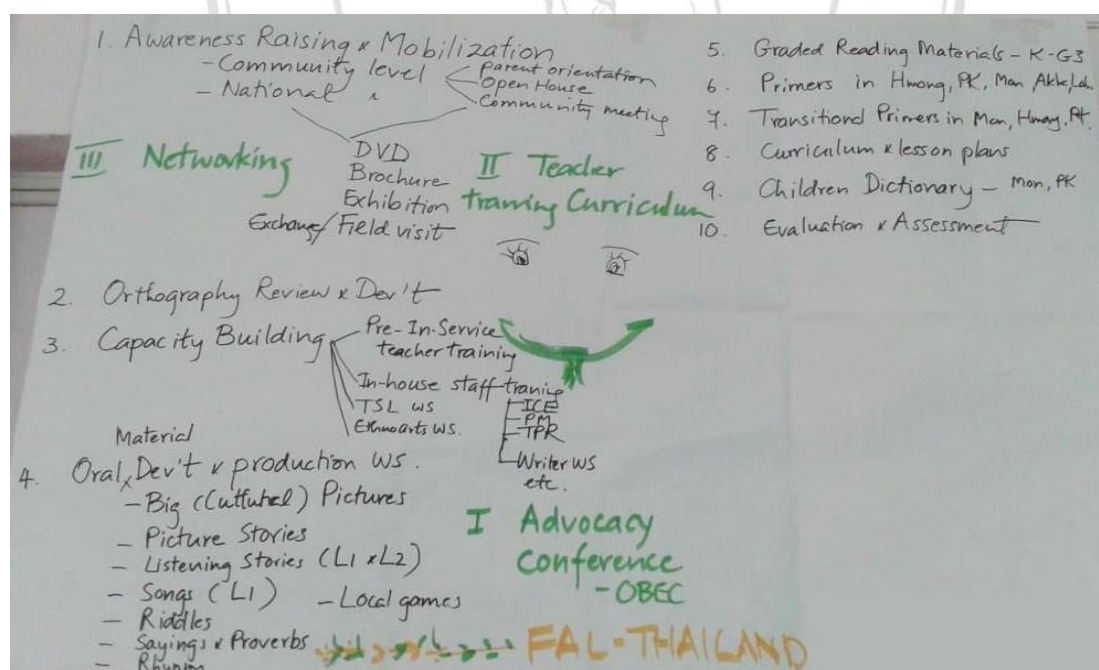 1. Awareness Raising & Mobilization
- Community level
- National "
Parent orientation
Open House
Community meeting
DVD
Brochure
Exhibition
Exchange/Field visit
III Networking
II Teacher
training Curriculum
2. Orthography Review & Dev't
3. Capacity Building
Pre-In-Service
teacher training
In-house staff traning
TSL WS
Ethnoarts WS.
ICE
PM
TPR
Writer WS
etc.
Material
4. Oral Dev't & production WS.
- Big (Cultural) Pictures
- Picture Stories
- Listening Stories (L1 & L2)
- Songs (L1) - Local games
- Riddles
- Sayings & Proverbs
I Advocacy
Conference
- OBEC
FAL-THAILAND
5. Graded Reading Materials - K-G3
6. Primers in Hmong, PK, Mon,
7. Transitional Primers in Mon, Hmong,
8. Curriculum & lesson plans
9. Children Dictionary - Mon, PK
10. Evaluation & Assessment